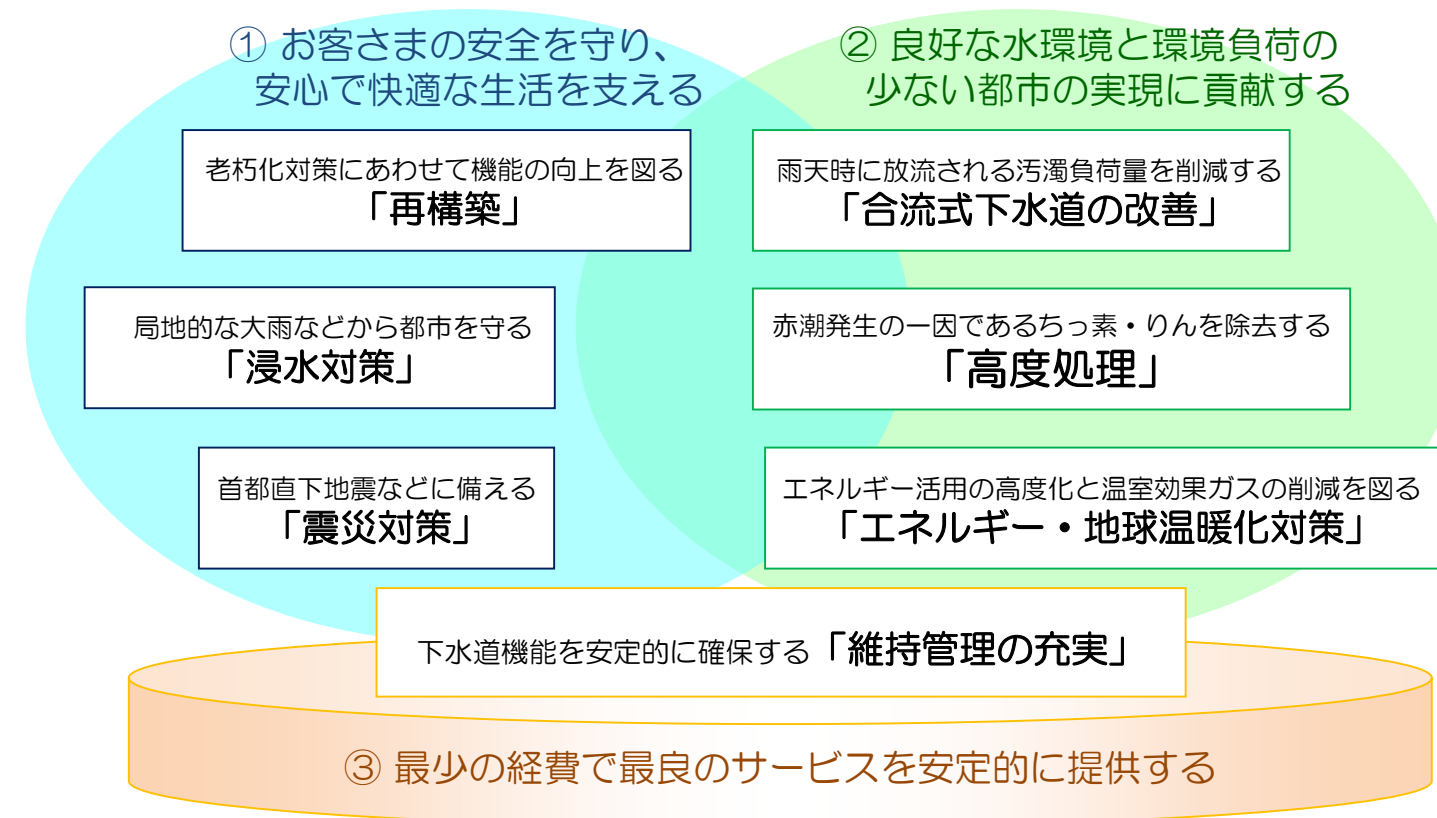 ① お客さまの安全を守り、
安心で快適な生活を支える
② 良好な水環境と環境負荷の
少ない都市の実現に貢献する
老朽化対策にあわせて機能の向上を図る
「再構築」
雨天時に放流される汚濁負荷量を削減する
「合流式下水道の改善」
局地的な大雨などから都市を守る
「浸水対策」
赤潮発生の一因であるちっ素・りんを除去する
「高度処理」
首都直下地震などに備える
「震災対策」
エネルギー活用の高度化と温室効果ガスの削減を図る
「エネルギー・地球温暖化対策」
下水道機能を安定的に確保する「維持管理の充実」
③ 最少の経費で最良のサービスを安定的に提供する